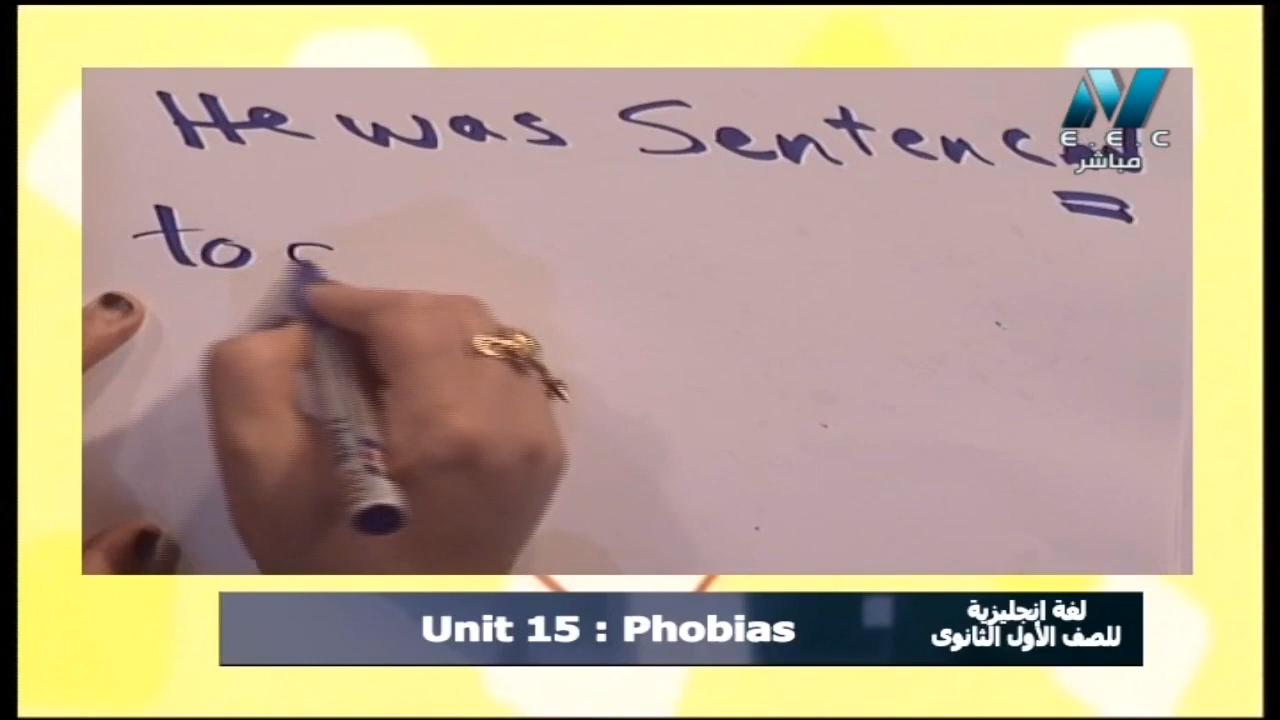 He was Sentenced
to
E.E.C
مباشر
Unit 15 : Phobias
لغة إنجليزية
للصف الأول الثانوى